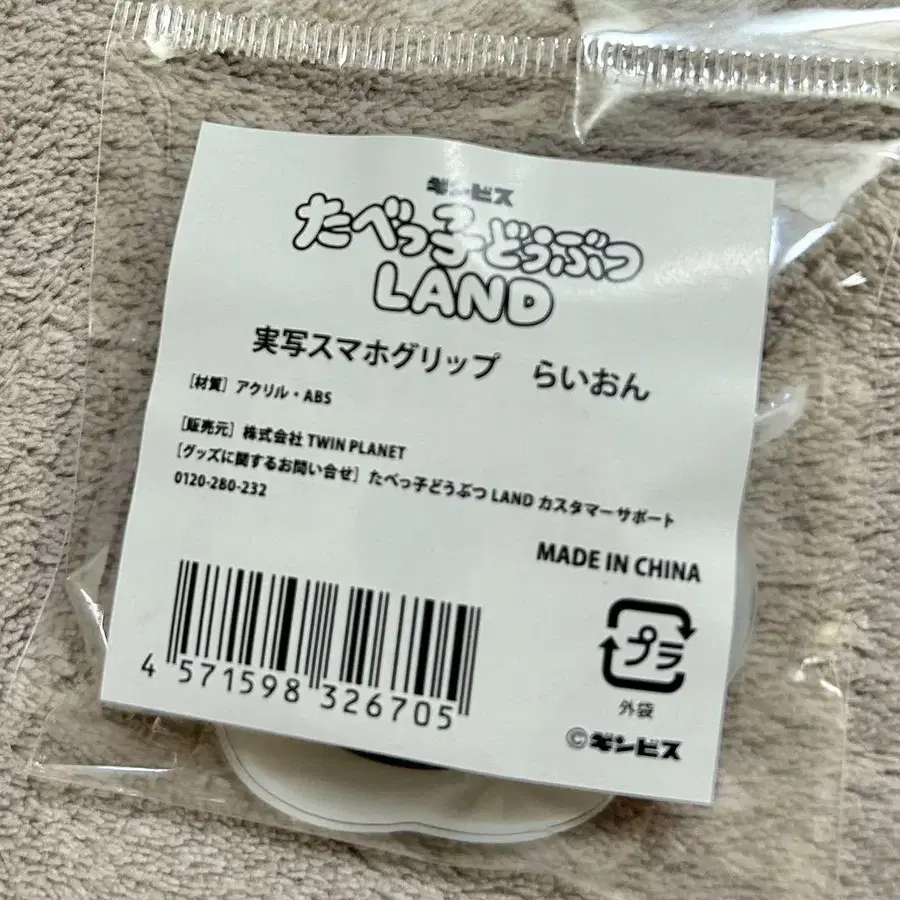 ギンビス
たべっ子どうぶつ
LAND
実写スマホグリップ　らいおん
［材質］アクリル・ABS
［販売元］株式会社 TWIN PLANET
［グッズに関するお問い合せ］たべっ子どうぶつ LAND カスタマーサポート
0120-280-232
MADE IN CHINA
4 571598 326705
プラ
外袋
©ギンビス